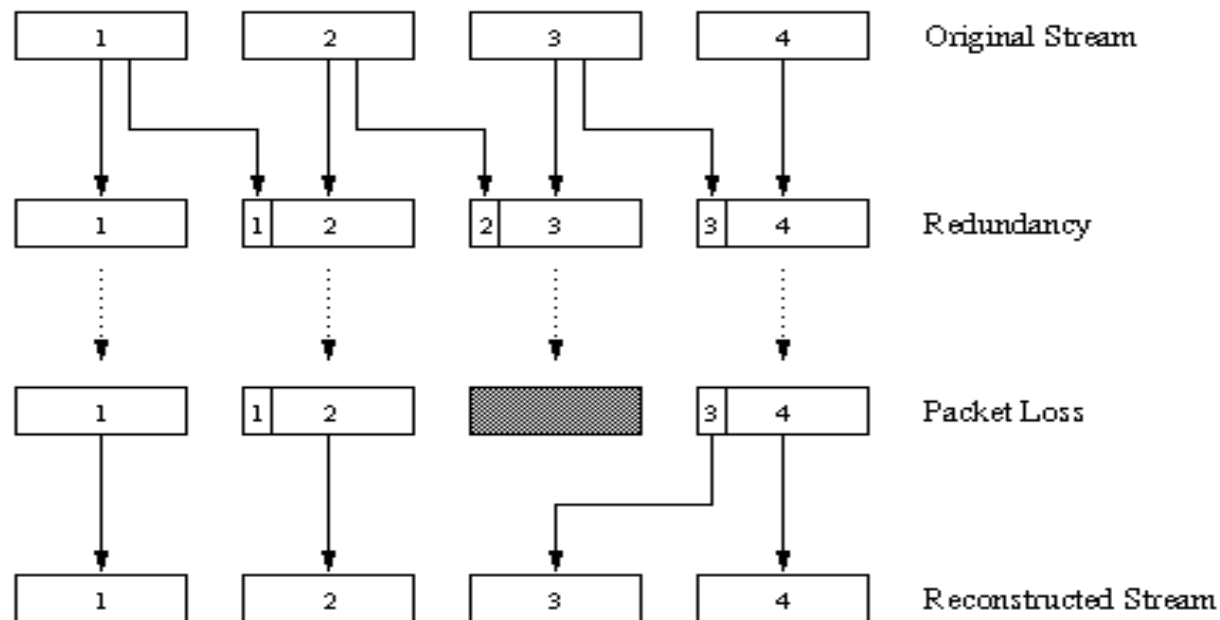 1 2 3 4 Original Stream
1 1 2 2 3 3 4 Redundancy
1 1 2 3 4 Packet Loss
1 2 3 4 Reconstructed Stream